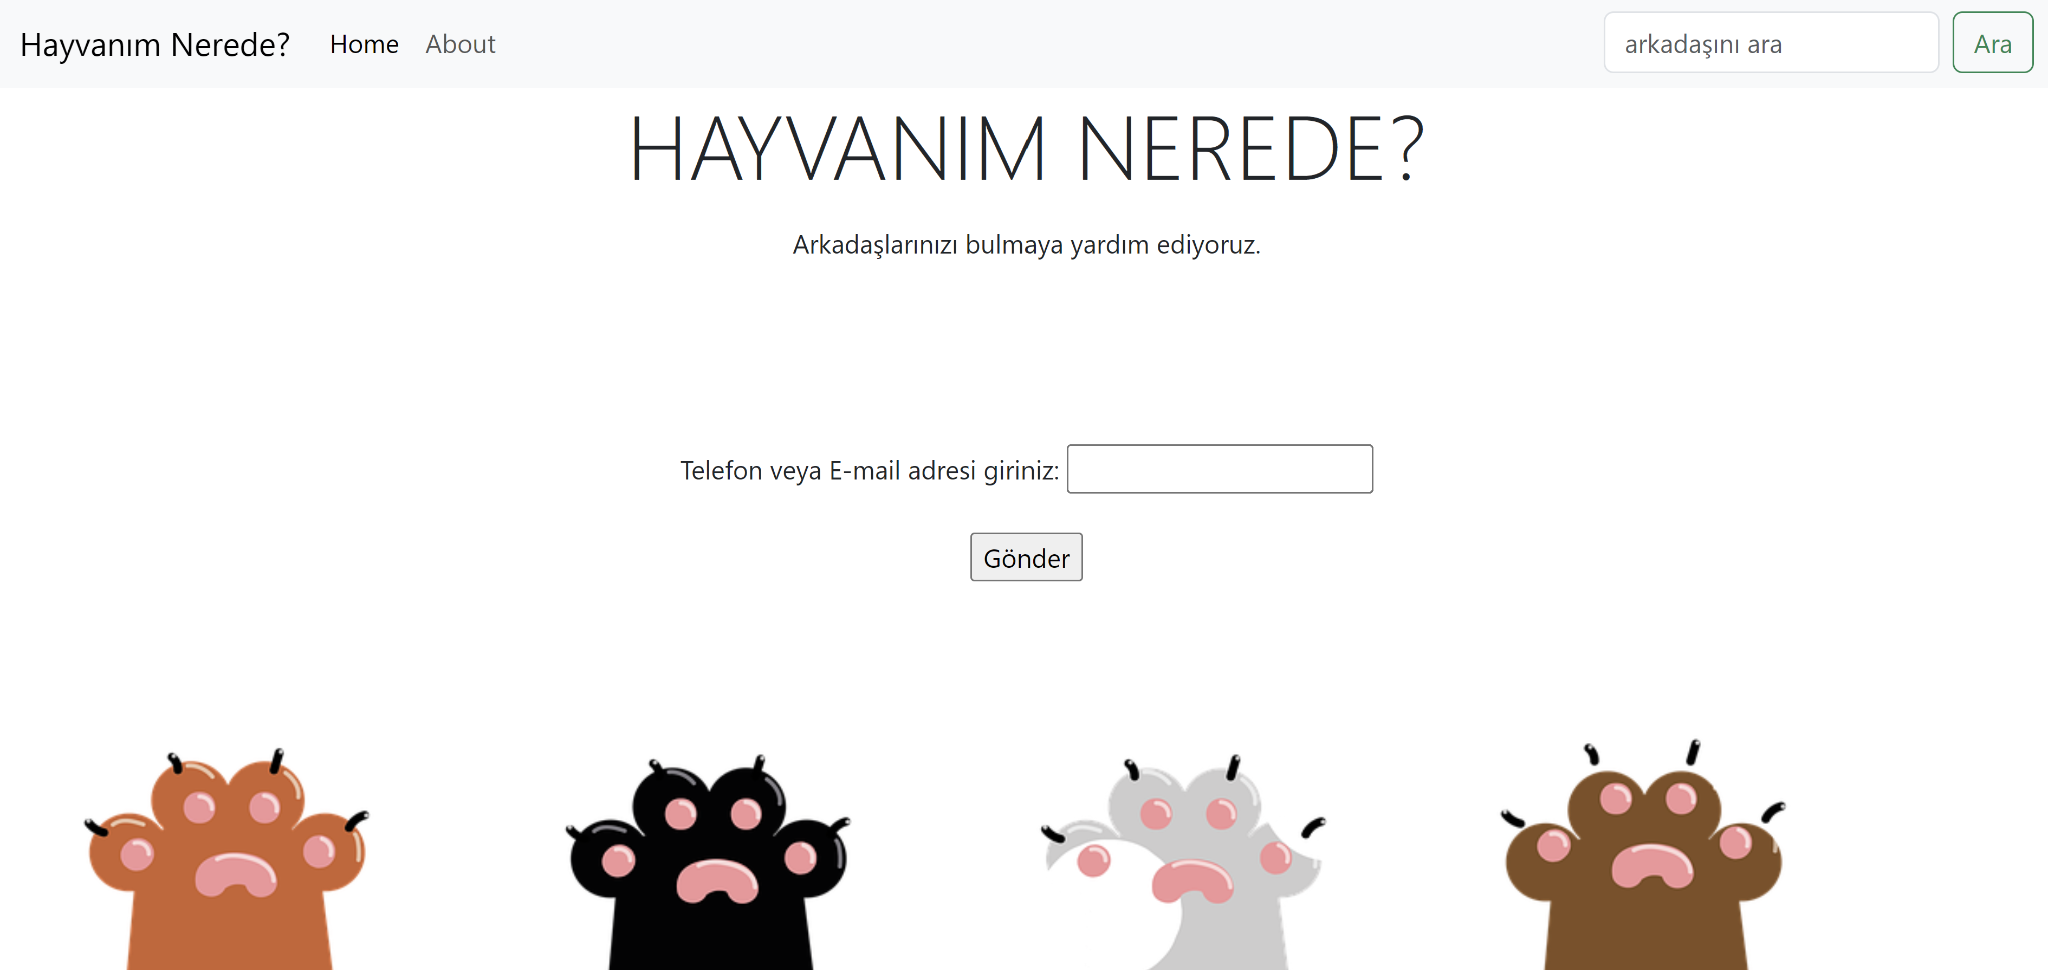 Hayvanım Nerede? Home About arkadaşını ara Ara
HAYVANIM NEREDE?
Arkadaşlarınızı bulmaya yardım ediyoruz.
Telefon veya E-mail adresi giriniz:
Gönder